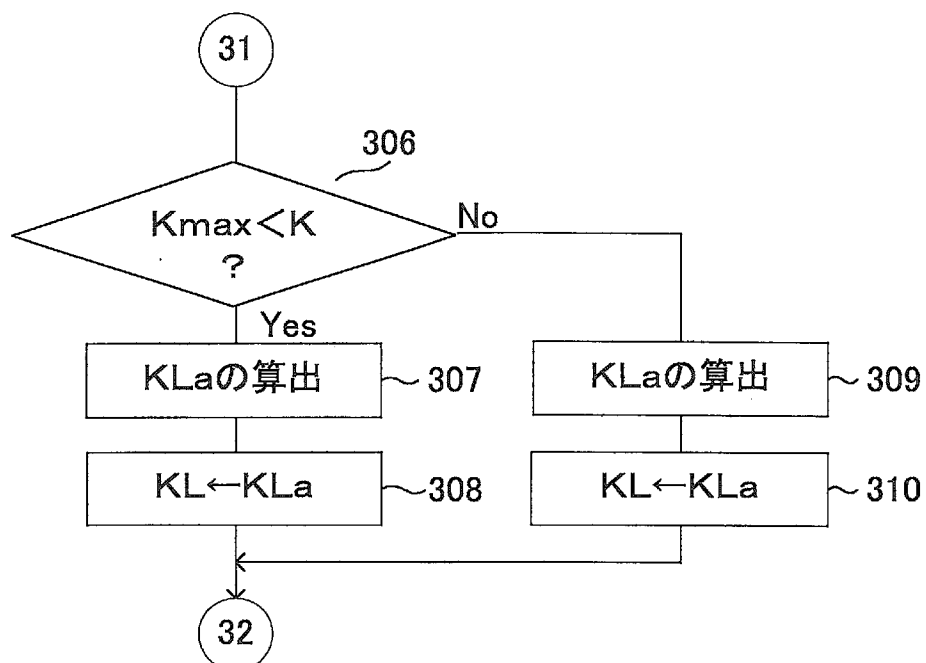 31
306
Kmax<K
?
No
Yes
KLaの算出
307
KLaの算出
309
KL←KLa
308
KL←KLa
310
32